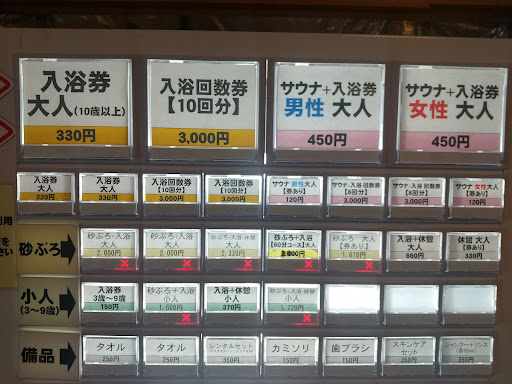 入浴券
大人(10歳以上)
330円
入浴回数券
【10回分】
3,000円
サウナ+入浴券
男性 大人
450円
サウナ+入浴券
女性 大人
450円
入浴券
大人
330円
入浴券
大人
330円
入浴回数券
【10回分】
3,000円
入浴回数券
【10回分】
3,000円
サウナ 男性大人
【券あり】
120円
サウナ・入浴 回数券
【8回分】
3,000円
サウナ・入浴 回数券
【8回分】
3,000円
サウナ 女性大人
【券あり】
120円
砂ぶろ
砂ぶろ・入浴
大人
2,000円
砂ぶろ・入浴
大人
2,000円
砂ぶろ・入浴・休憩
大人
2,330円
砂ぶろ+入浴
【60分コース】大人
砂ぶろ 大人
【券あり】
1,670円
入浴+休憩
大人
660円
休憩 大人
【券あり】
330円
小人
(3～9歳)
入浴券
3歳～9歳
150円
砂ぶろ+入浴
小人
1,500円
入浴+休憩
小人
370円
砂ぶろ・入浴・休憩
小人
1,720円
備品
タオル
250円
タオル
250円
レンタルセット
350円
カミソリ
150円
歯ブラシ
150円
スキンケア
セット
350円
シャンプー・リンス
350円